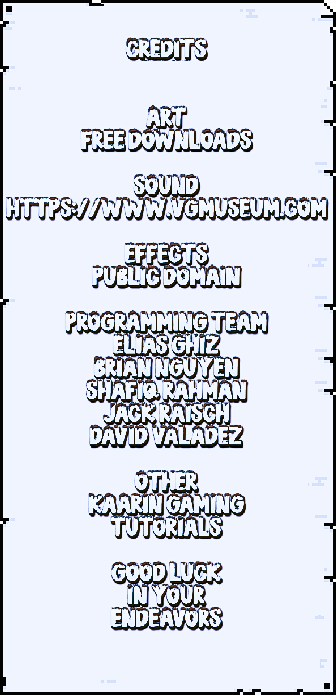 CREDITS
ART
FREE DOWNLOADS
SOUND
HTTPS://WWW.VGMUSEUM.COM
EFFECTS
PUBLIC DOMAIN
PROGRAMMING TEAM
ELIAS GHIZ
BRIAN NGUYEN
SHAFIQ RAHMAN
JACK RAISCH
DAVID VALADEZ
OTHER
KAARIN GAMING
TUTORIALS
GOOD LUCK
IN YOUR
ENDEAVORS